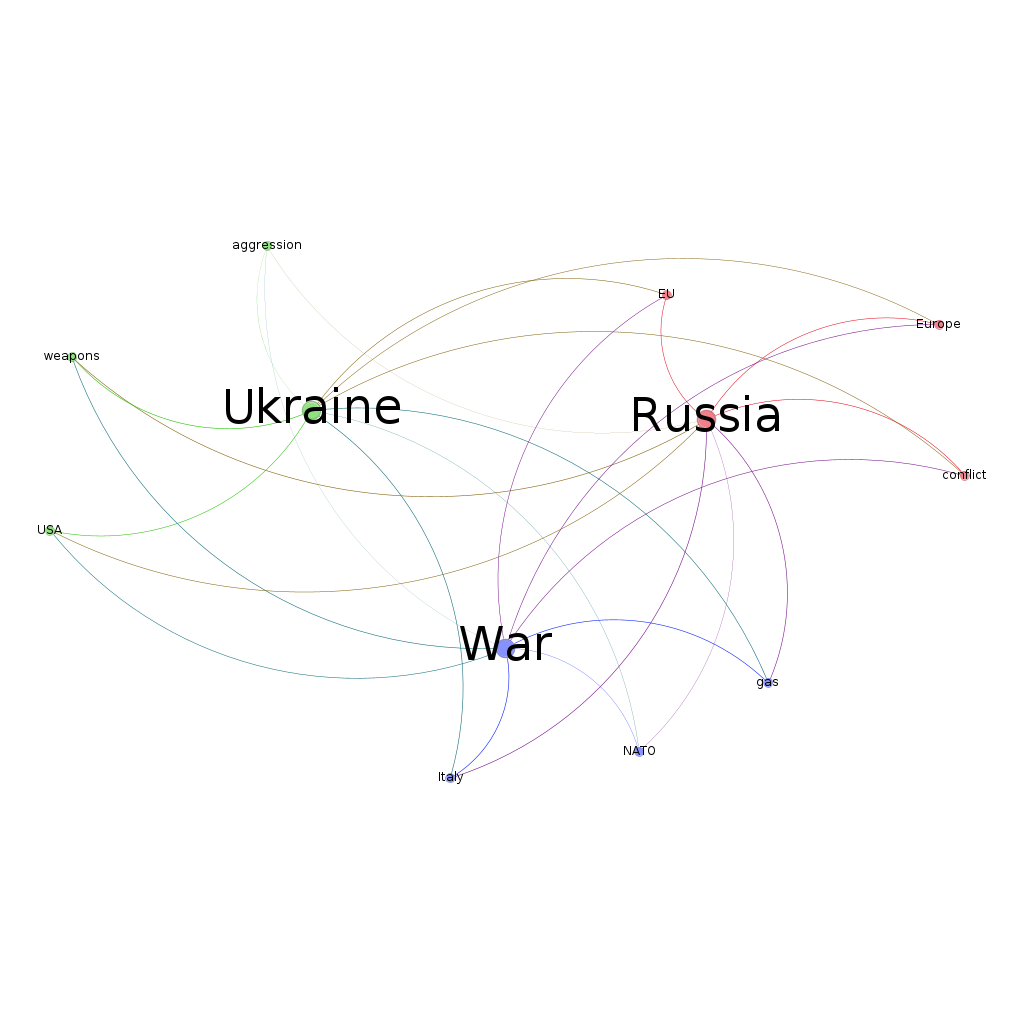 aggression
EU
Europe
weapons
Ukraine
Russia
conflict
USA
War
gas
NATO
Italy